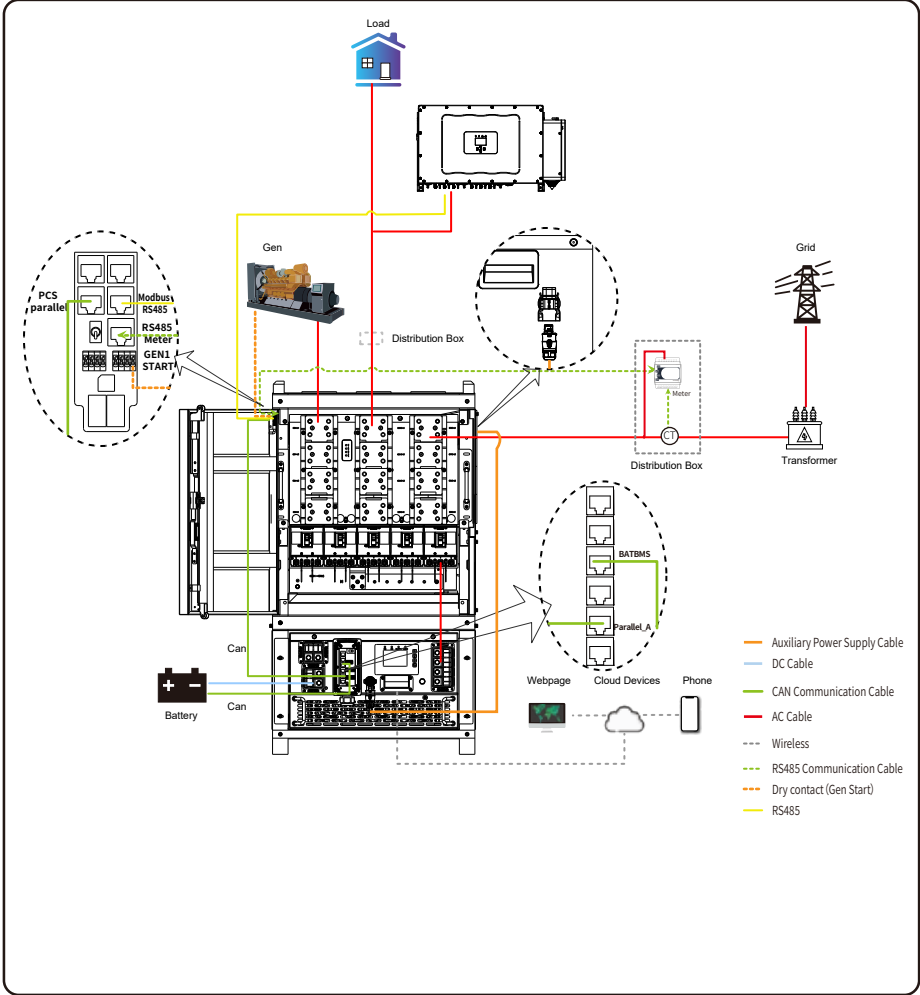 Load
Gen
Grid
PCS
parallel
Modbus
RS485
RS485
Meter
GEN1
START
Distribution Box
Meter
CT
Distribution Box
Transformer
BATBMS
Parallel_A
Can
Can
Battery
Webpage
Cloud Devices
Phone
Auxiliary Power Supply Cable
DC Cable
CAN Communication Cable
AC Cable
Wireless
RS485 Communication Cable
Dry contact (Gen Start)
RS485